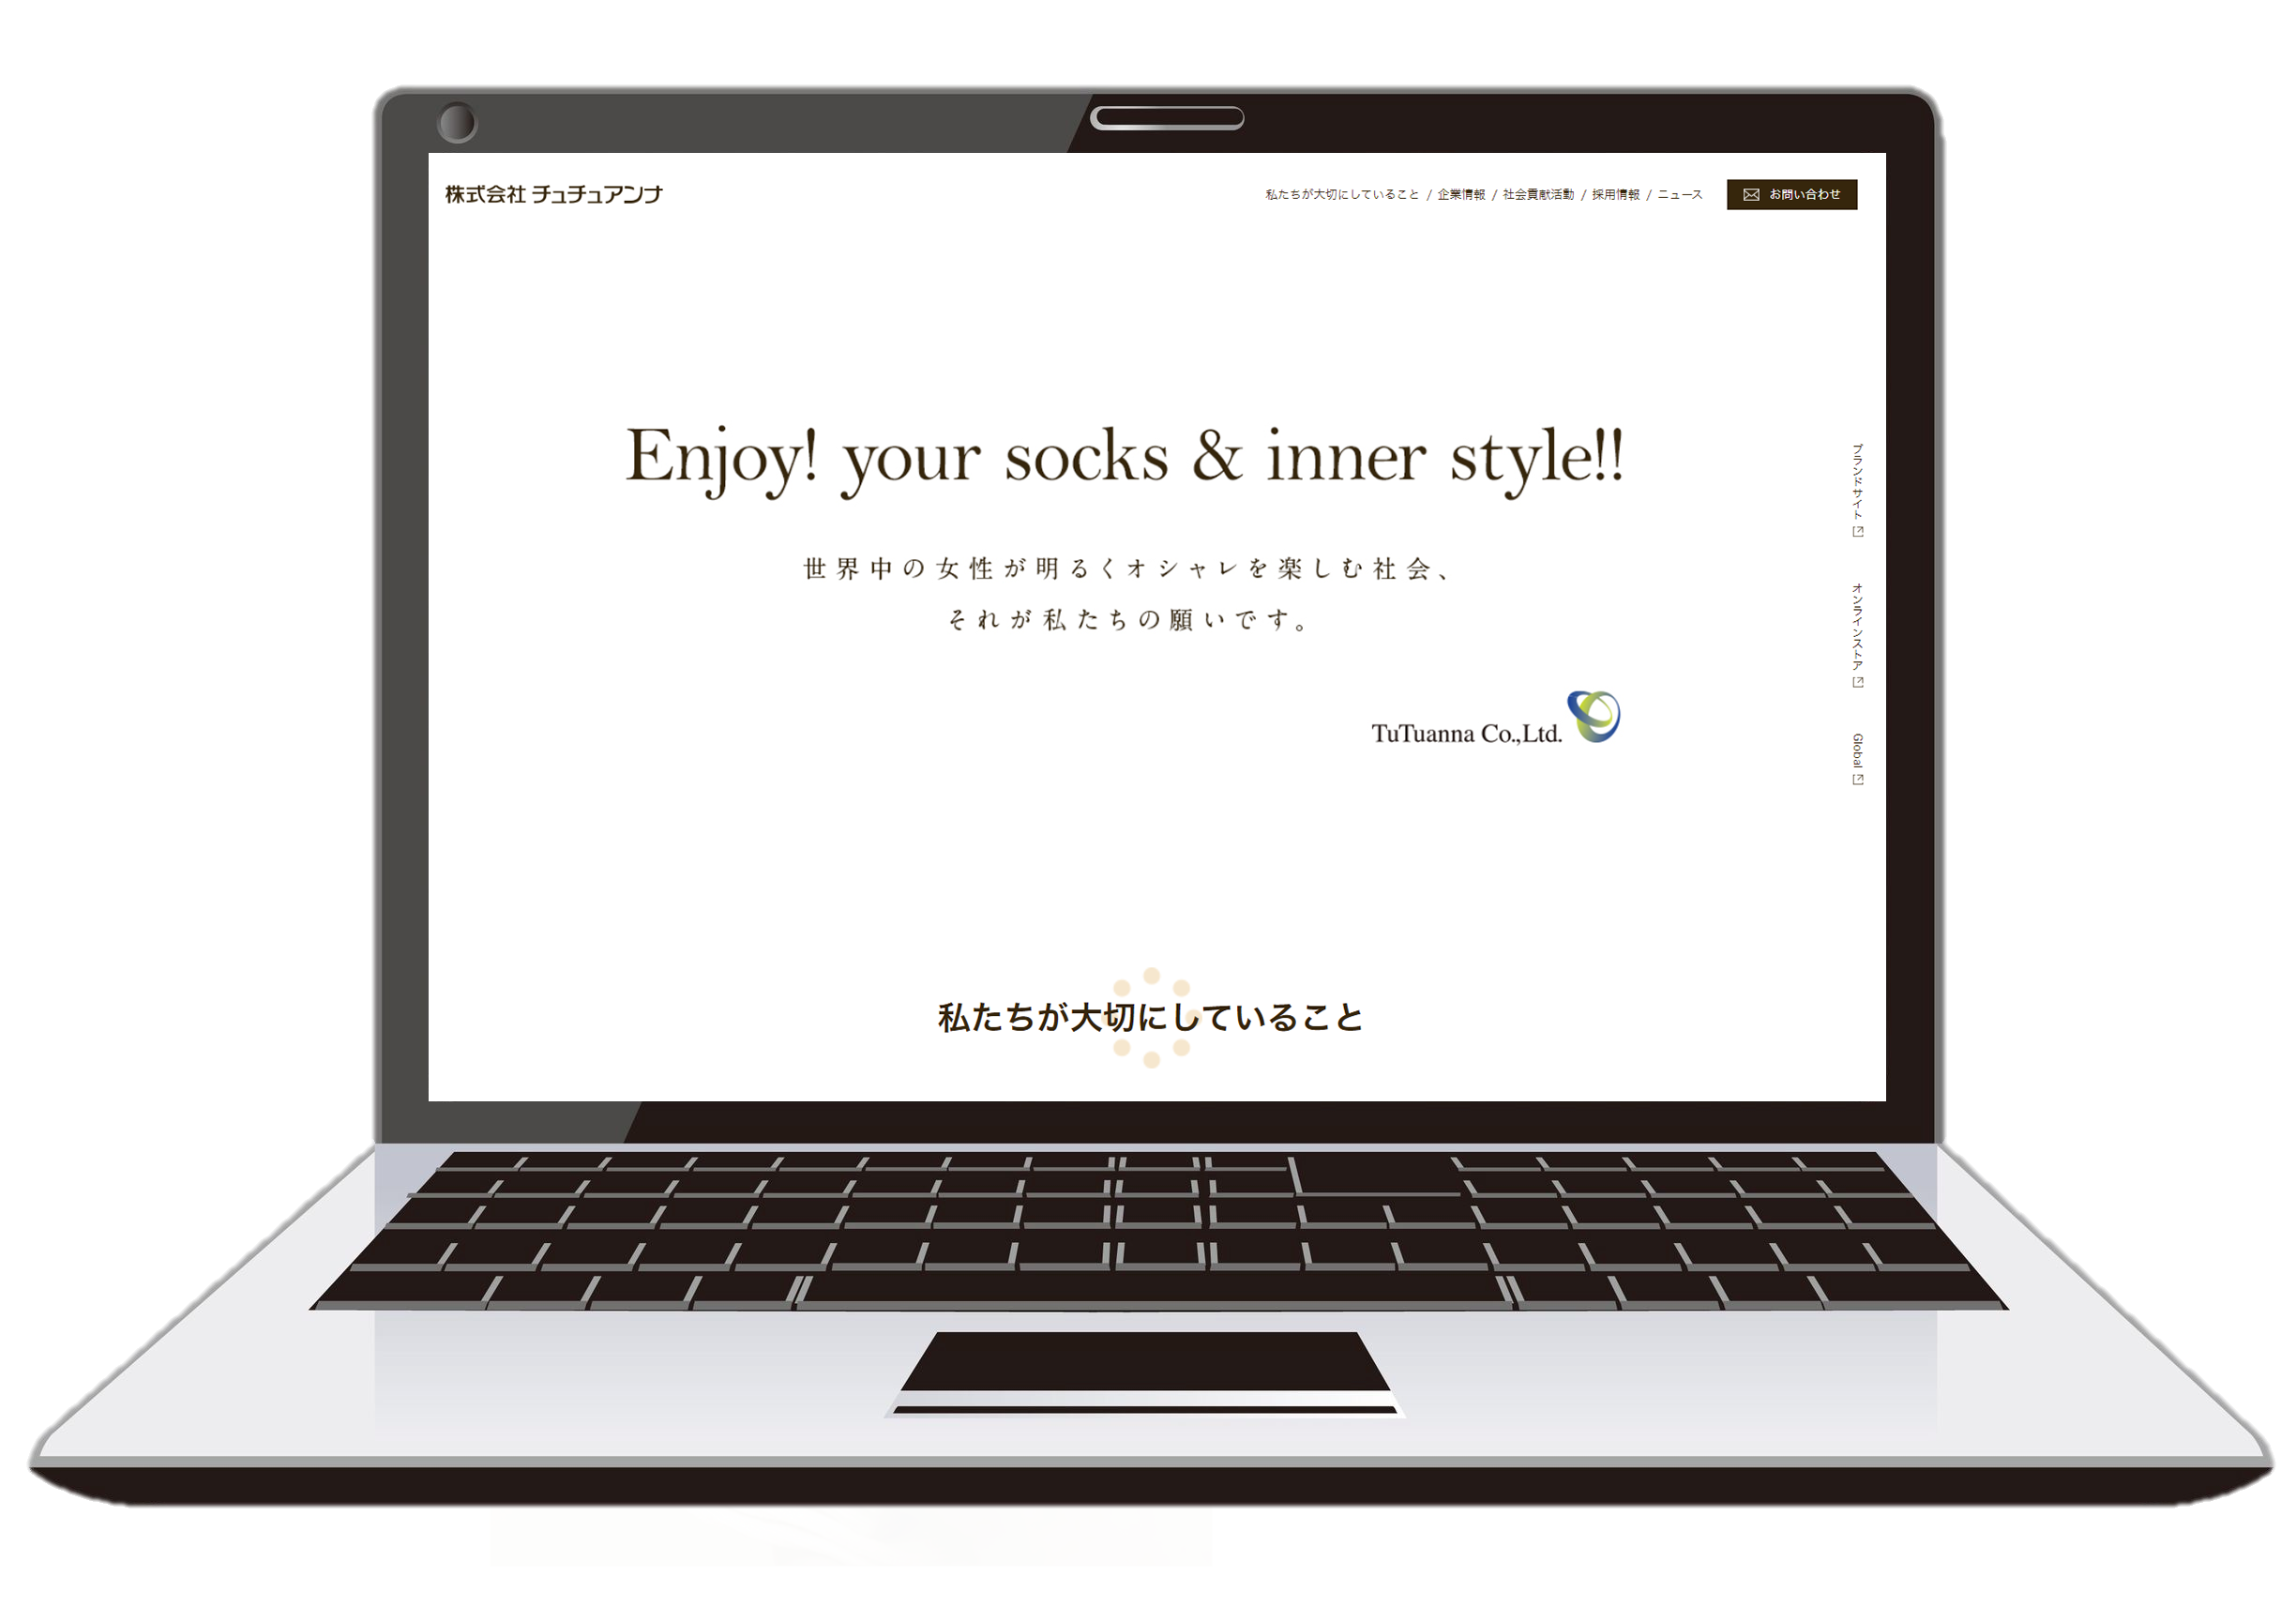 株式会社 チュチュアンナ
私たちが大切にしていること / 企業情報 / 社会貢献活動 / 採用情報 / ニュース
お問い合わせ
Enjoy! your socks & inner style!!
世界中の女性が明るくオシャレを楽しむ社会、
それが私たちの願いです。
TuTuanna Co.,Ltd.
ブランドサイト
オンラインストア
Global
私たちが大切にしていること